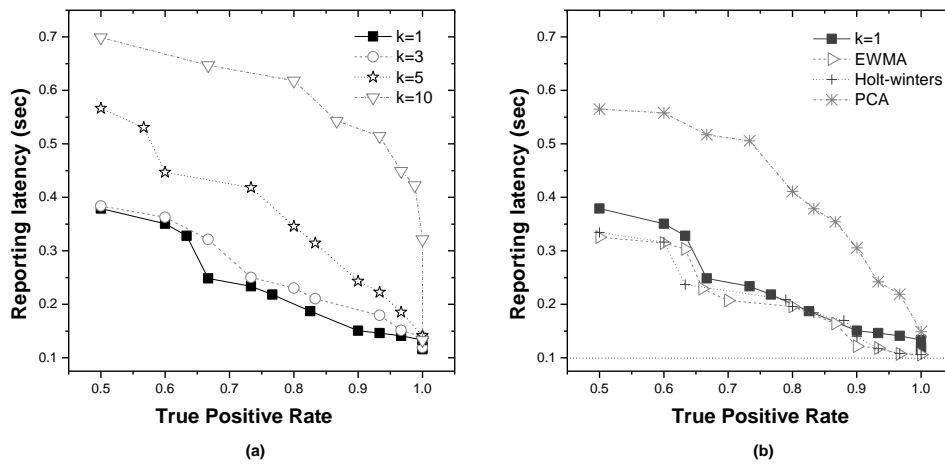 0.7
0.6
0.5
0.4
0.3
0.2
0.1
Reporting latency (sec)
k=1
k=3
k=5
k=10
0.5 0.6 0.7 0.8 0.9 1.0
True Positive Rate
(a)
0.7
0.6
0.5
0.4
0.3
0.2
0.1
Reporting latency (sec)
k=1
EWMA
Holt-winters
PCA
0.5 0.6 0.7 0.8 0.9 1.0
True Positive Rate
(b)